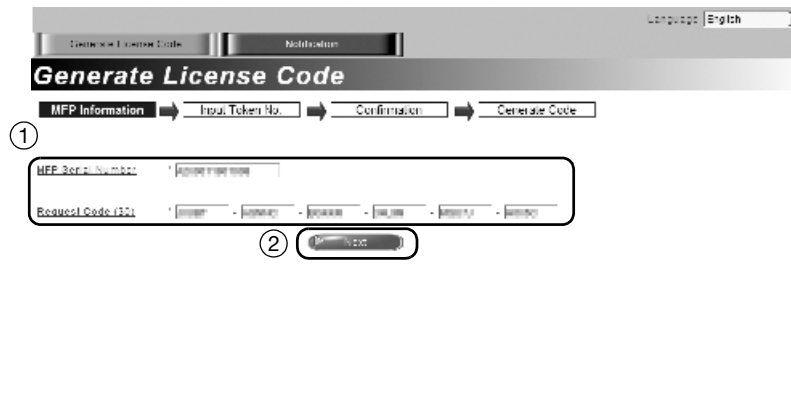 Language English
Generate License Code Notification
Generate License Code
MFP Information Input Token No. Confirmation Generate Code
1
MFP Serial Number *
Request Code (30) * - - - - -
2 Next